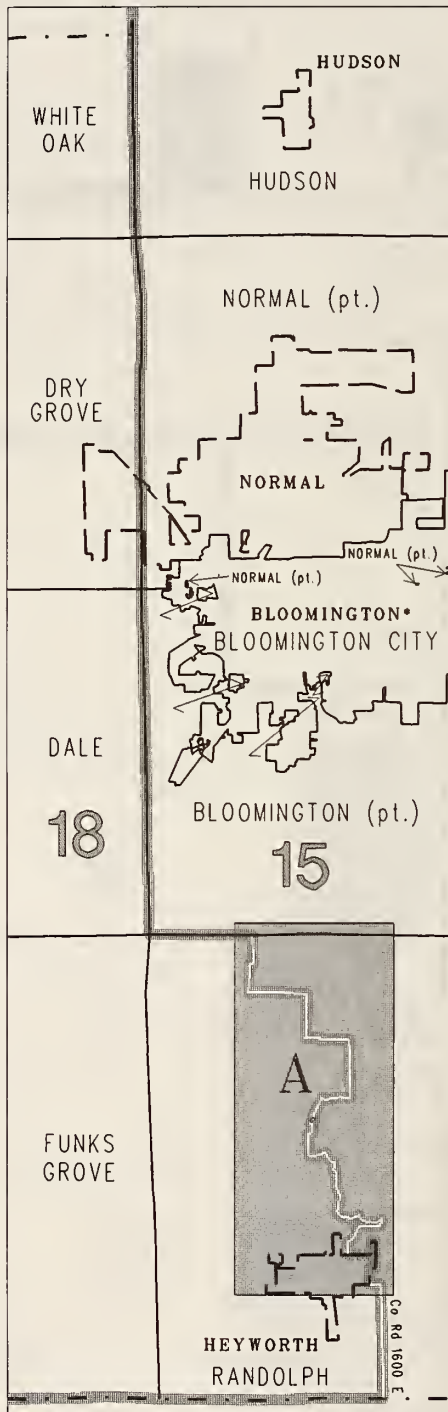 HUDSON
WHITE
OAK
HUDSON
NORMAL (pt.)
DRY
GROVE
NORMAL
NORMAL (pt.)
NORMAL (pt.)
BLOOMINGTON*
BLOOMINGTON CITY
DALE
BLOOMINGTON (pt.)
18
15
A
FUNKS
GROVE
Co Rd 1600 E
HEYWORTH
RANDOLPH